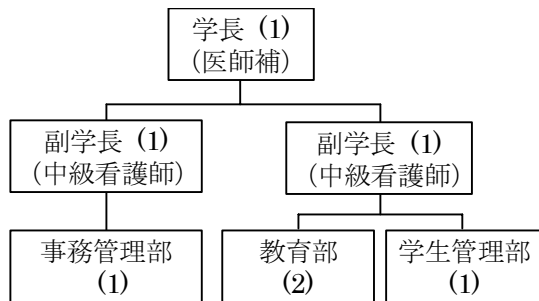 学長 (1)
（医師補）
副学長 (1)
（中級看護師）
副学長 (1)
（中級看護師）
事務管理部
(1)
教育部
(2)
学生管理部
(1)